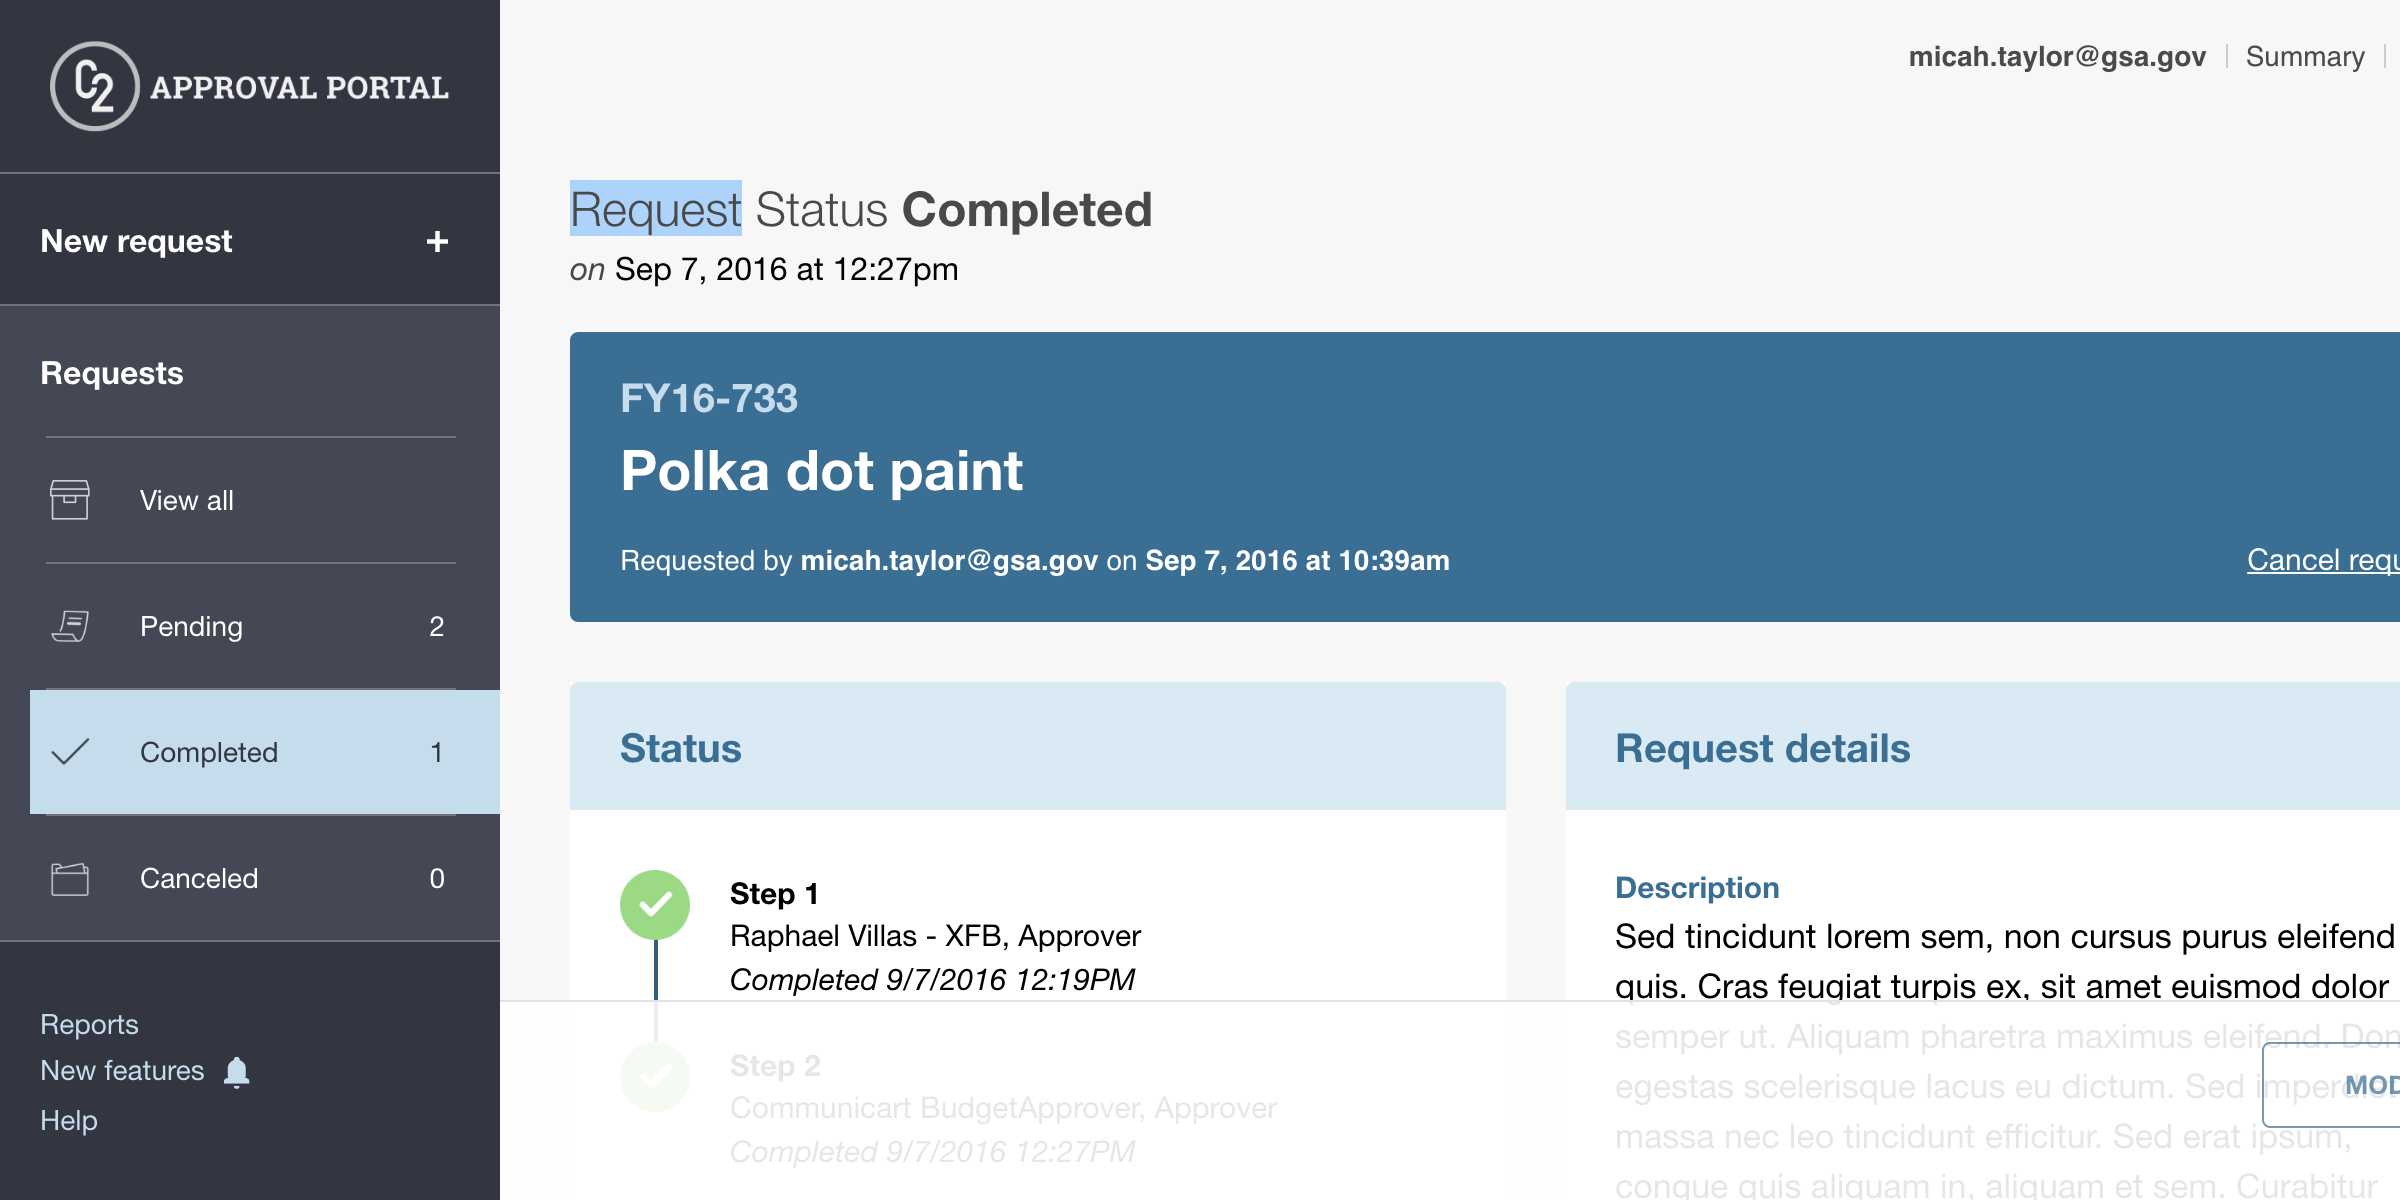 C2 APPROVAL PORTAL
New request +
Requests
View all
Pending 2
Completed 1
Canceled 0
Reports
New features
Help
micah.taylor@gsa.gov | Summary |
Request Status Completed
on Sep 7, 2016 at 12:27pm
FY16-733
Polka dot paint
Requested by micah.taylor@gsa.gov on Sep 7, 2016 at 10:39am
Cancel requ
Status
Step 1
Raphael Villas - XFB, Approver
Completed 9/7/2016 12:19PM
Step 2
Communicart BudgetApprover, Approver
Completed 9/7/2016 12:27PM
Request details
Description
Sed tincidunt lorem sem, non cursus purus eleifend
quis. Cras feugiat turpis ex, sit amet euismod dolor
semper ut. Aliquam pharetra maximus eleifend. Don
egestas scelerisque lacus eu dictum. Sed imperdiet
massa nec leo tincidunt efficitur. Sed erat ipsum,
congue quis aliquam in, aliquam et sem. Curabitur
MOD